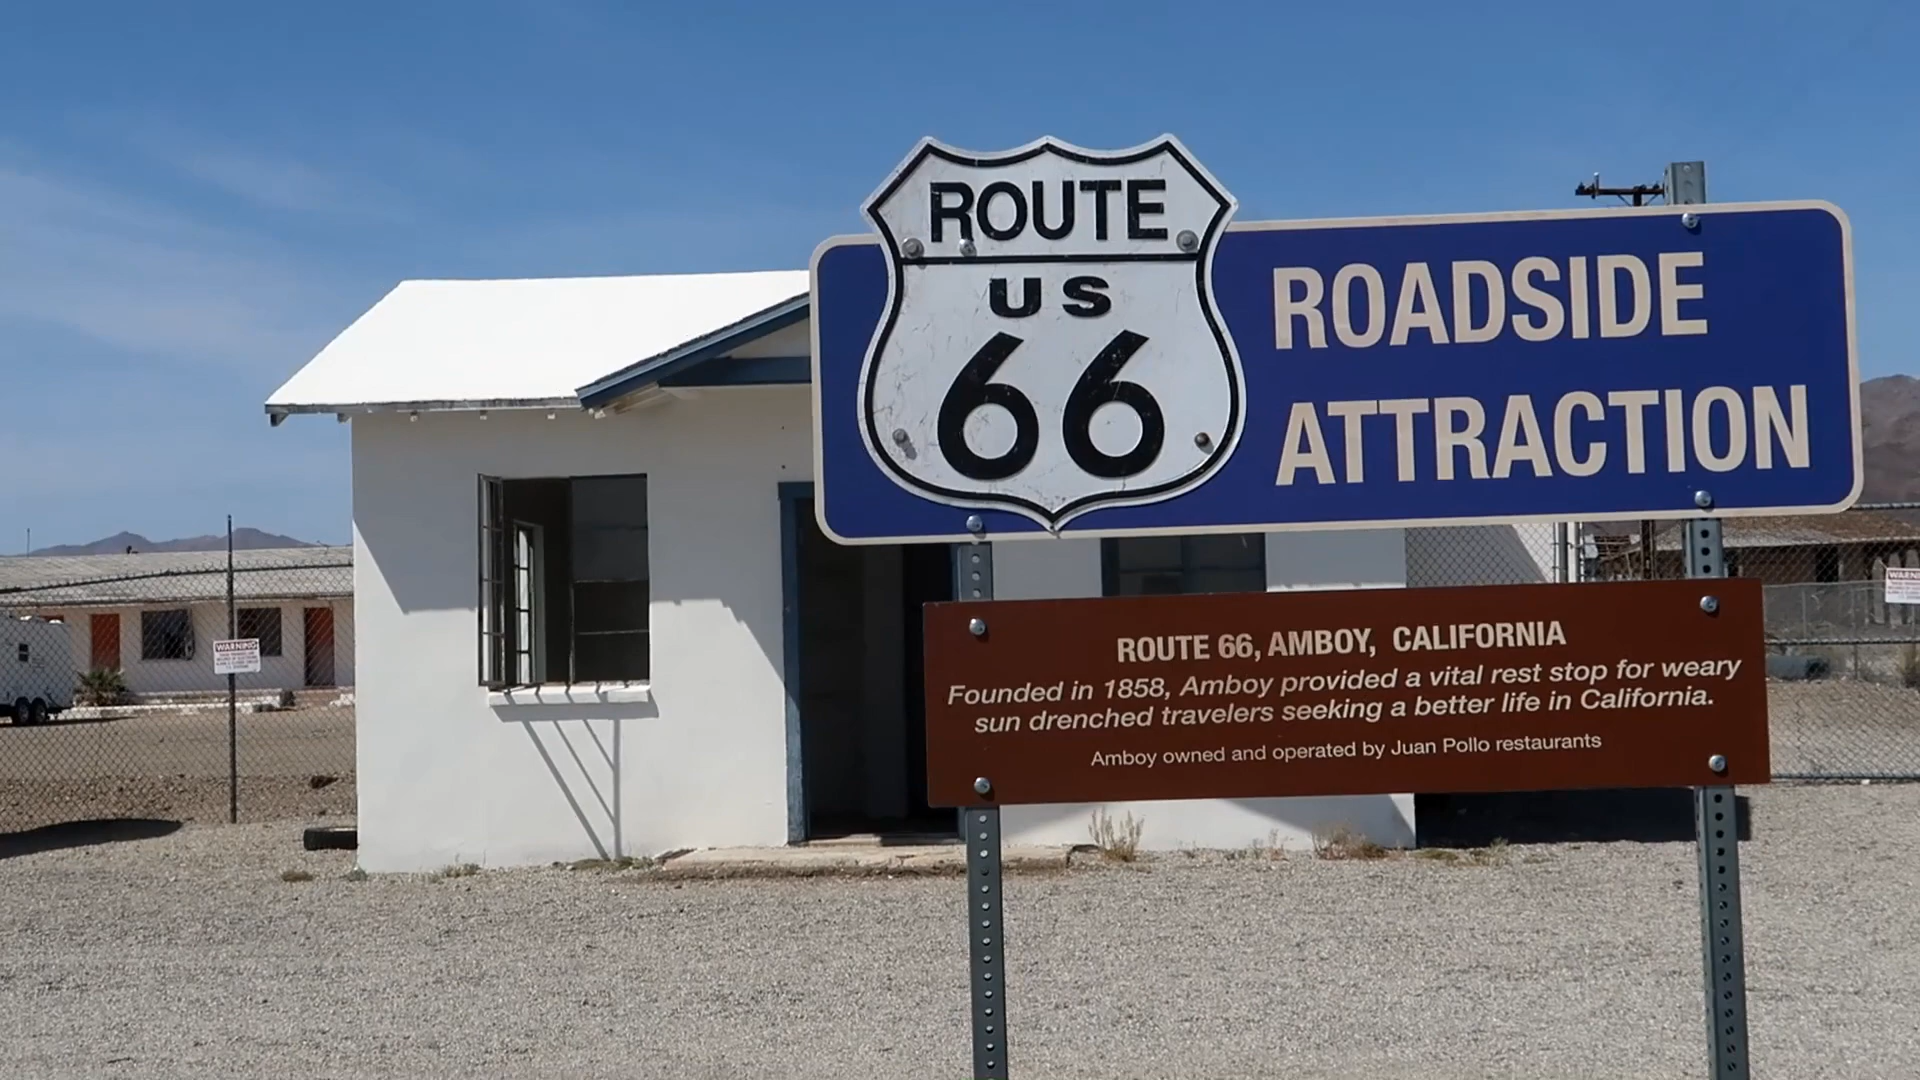 ROUTE
US
66
ROADSIDE
ATTRACTION
ROUTE 66, AMBOY, CALIFORNIA
Founded in 1858, Amboy provided a vital rest stop for weary
sun drenched travelers seeking a better life in California.
Amboy owned and operated by Juan Pollo restaurants
WARNING